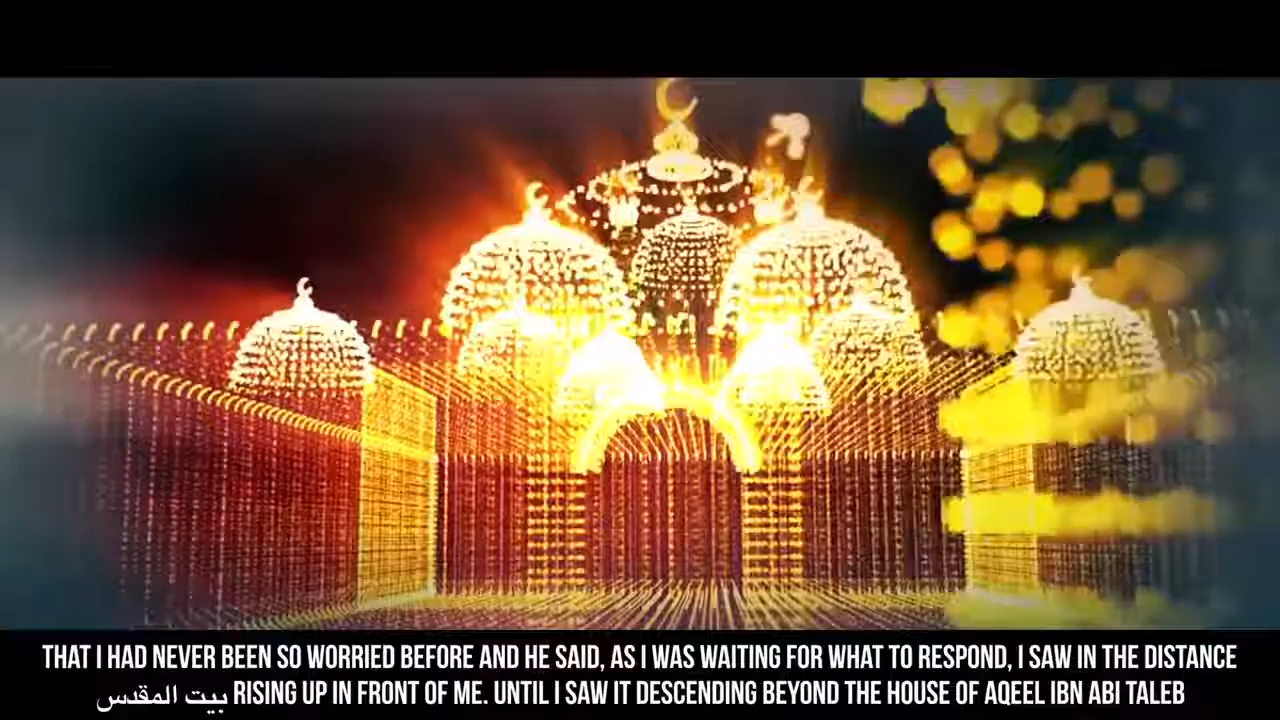 THAT I HAD NEVER BEEN SO WORRIED BEFORE AND HE SAID, AS I WAS WAITING FOR WHAT TO RESPOND, I SAW IN THE DISTANCE
بيت المقدس RISING UP IN FRONT OF ME. UNTIL I SAW IT DESCENDING BEYOND THE HOUSE OF AQEEL IBN ABI TALEB